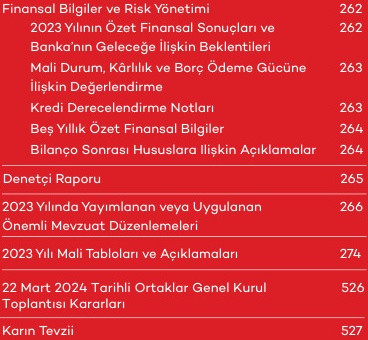 Finansal Bilgiler ve Risk Yönetimi 262
2023 Yılının Özet Finansal Sonuçları ve 262
Banka'nın Geleceğe İlişkin Beklentileri
Mali Durum, Kârlılık ve Borç Ödeme Gücüne 263
İlişkin Değerlendirme
Kredi Derecelendirme Notları 263
Beş Yıllık Özet Finansal Bilgiler 264
Bilanço Sonrası Hususlara Ilişkin Açıklamalar 264
Denetçi Raporu 265
2023 Yılında Yayımlanan veya Uygulanan 266
Önemli Mevzuat Düzenlemeleri
2023 Yılı Mali Tabloları ve Açıklamaları 274
22 Mart 2024 Tarihli Ortaklar Genel Kurul 526
Toplantısı Kararları
Karın Tevzii 527